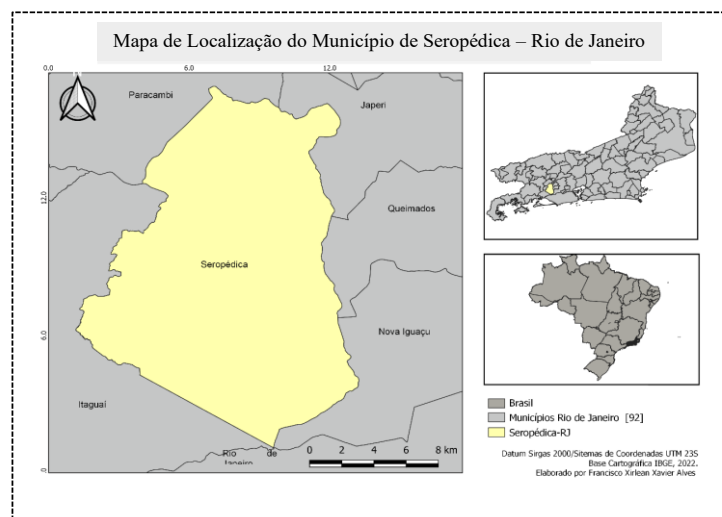 Mapa de Localização do Município de Seropédica – Rio de Janeiro
0.0 6.0 12.0
Paracambi
Japeri
12.0
Queimados
Seropédica
6.0
Nova Iguaçu
Itaguaí
Rio de
Janeiro
0 2 4 6 8 km
.0
Brasil
Municípios Rio de Janeiro [92]
Seropédica-RJ
Datum Sirgas 2000/Sitemas de Coordenadas UTM 23S
Base Cartográfica IBGE, 2022.
Elaborado por Francisco Xirlean Xavier Alves